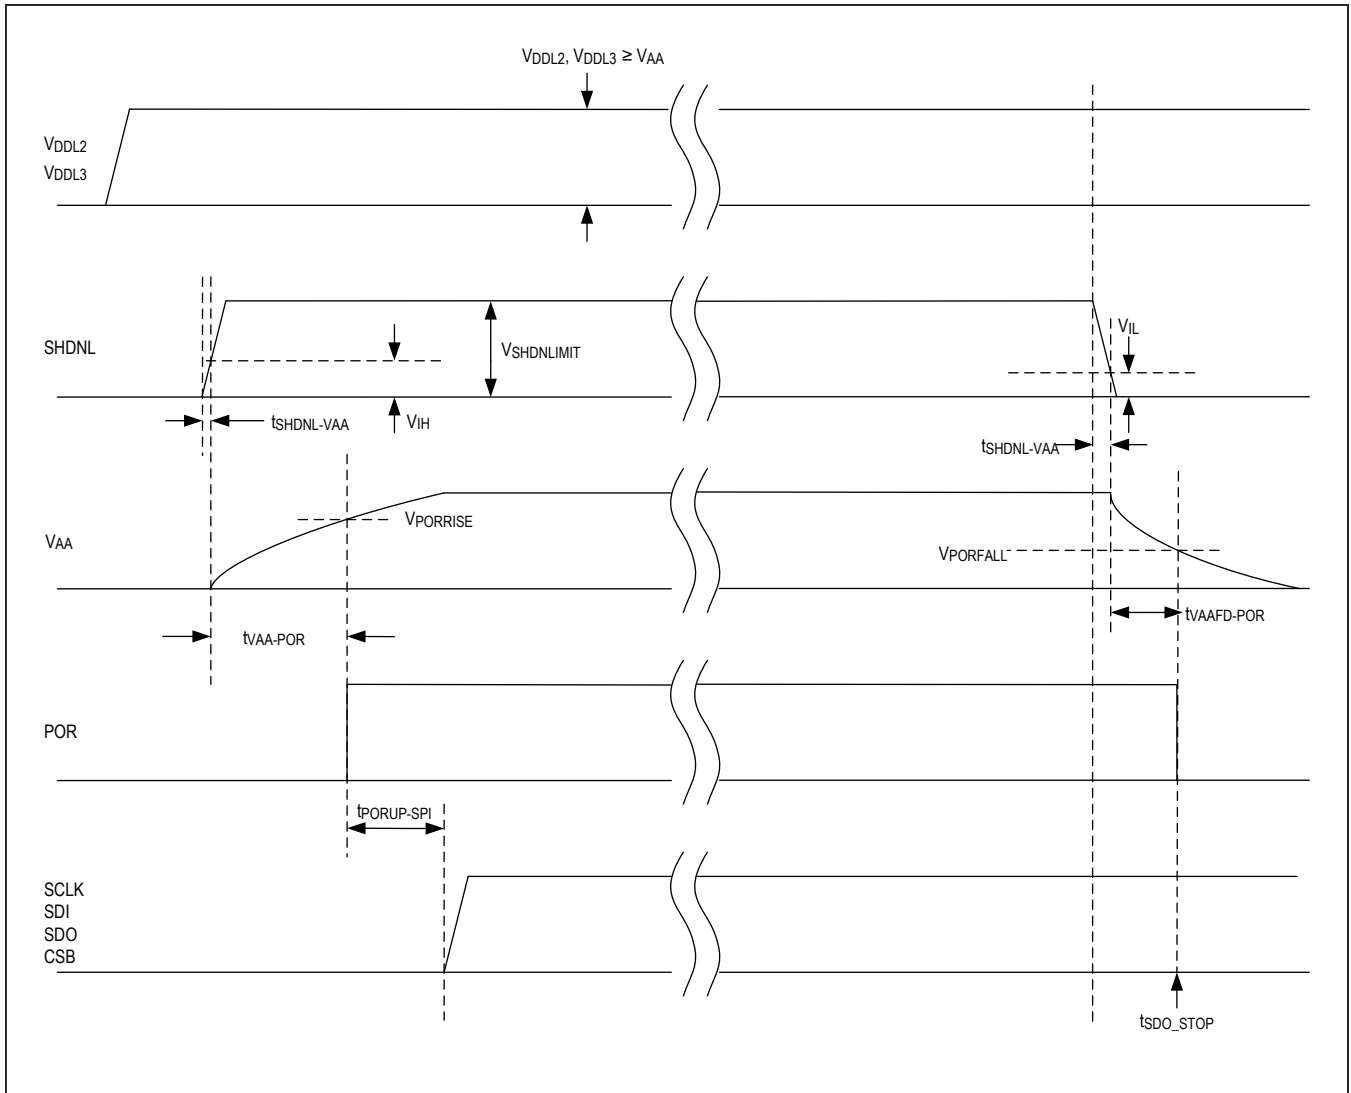 VDDL2, VDDL3 ≥ VAA
VDDL2
VDDL3
SHDNL
VSHDNLIMIT
VIL
tSHDNL-VAA
VIH
tSHDNL-VAA
VPORRISE
VAA
VPORFALL
tVAA-POR
tVAAFD-POR
POR
tPORUP-SPI
SCLK
SDI
SDO
CSB
tSDO_STOP